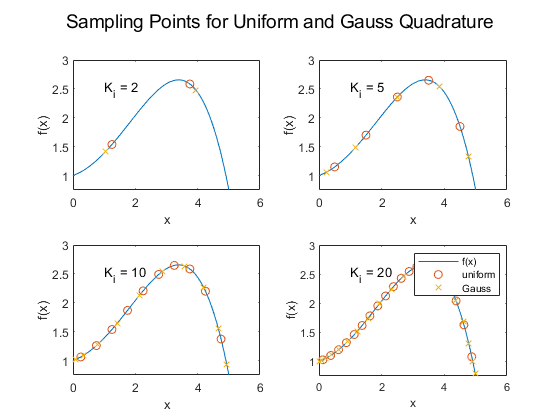 Sampling Points for Uniform and Gauss Quadrature
3
2.5
2
1.5
1
f(x)
K_i = 2
0 2 4 6
x
3
2.5
2
1.5
1
f(x)
K_i = 5
0 2 4 6
x
3
2.5
2
1.5
1
f(x)
K_i = 10
0 2 4 6
x
3
2.5
2
1.5
1
f(x)
K_i = 20
f(x)
uniform
Gauss
0 2 4 6
x